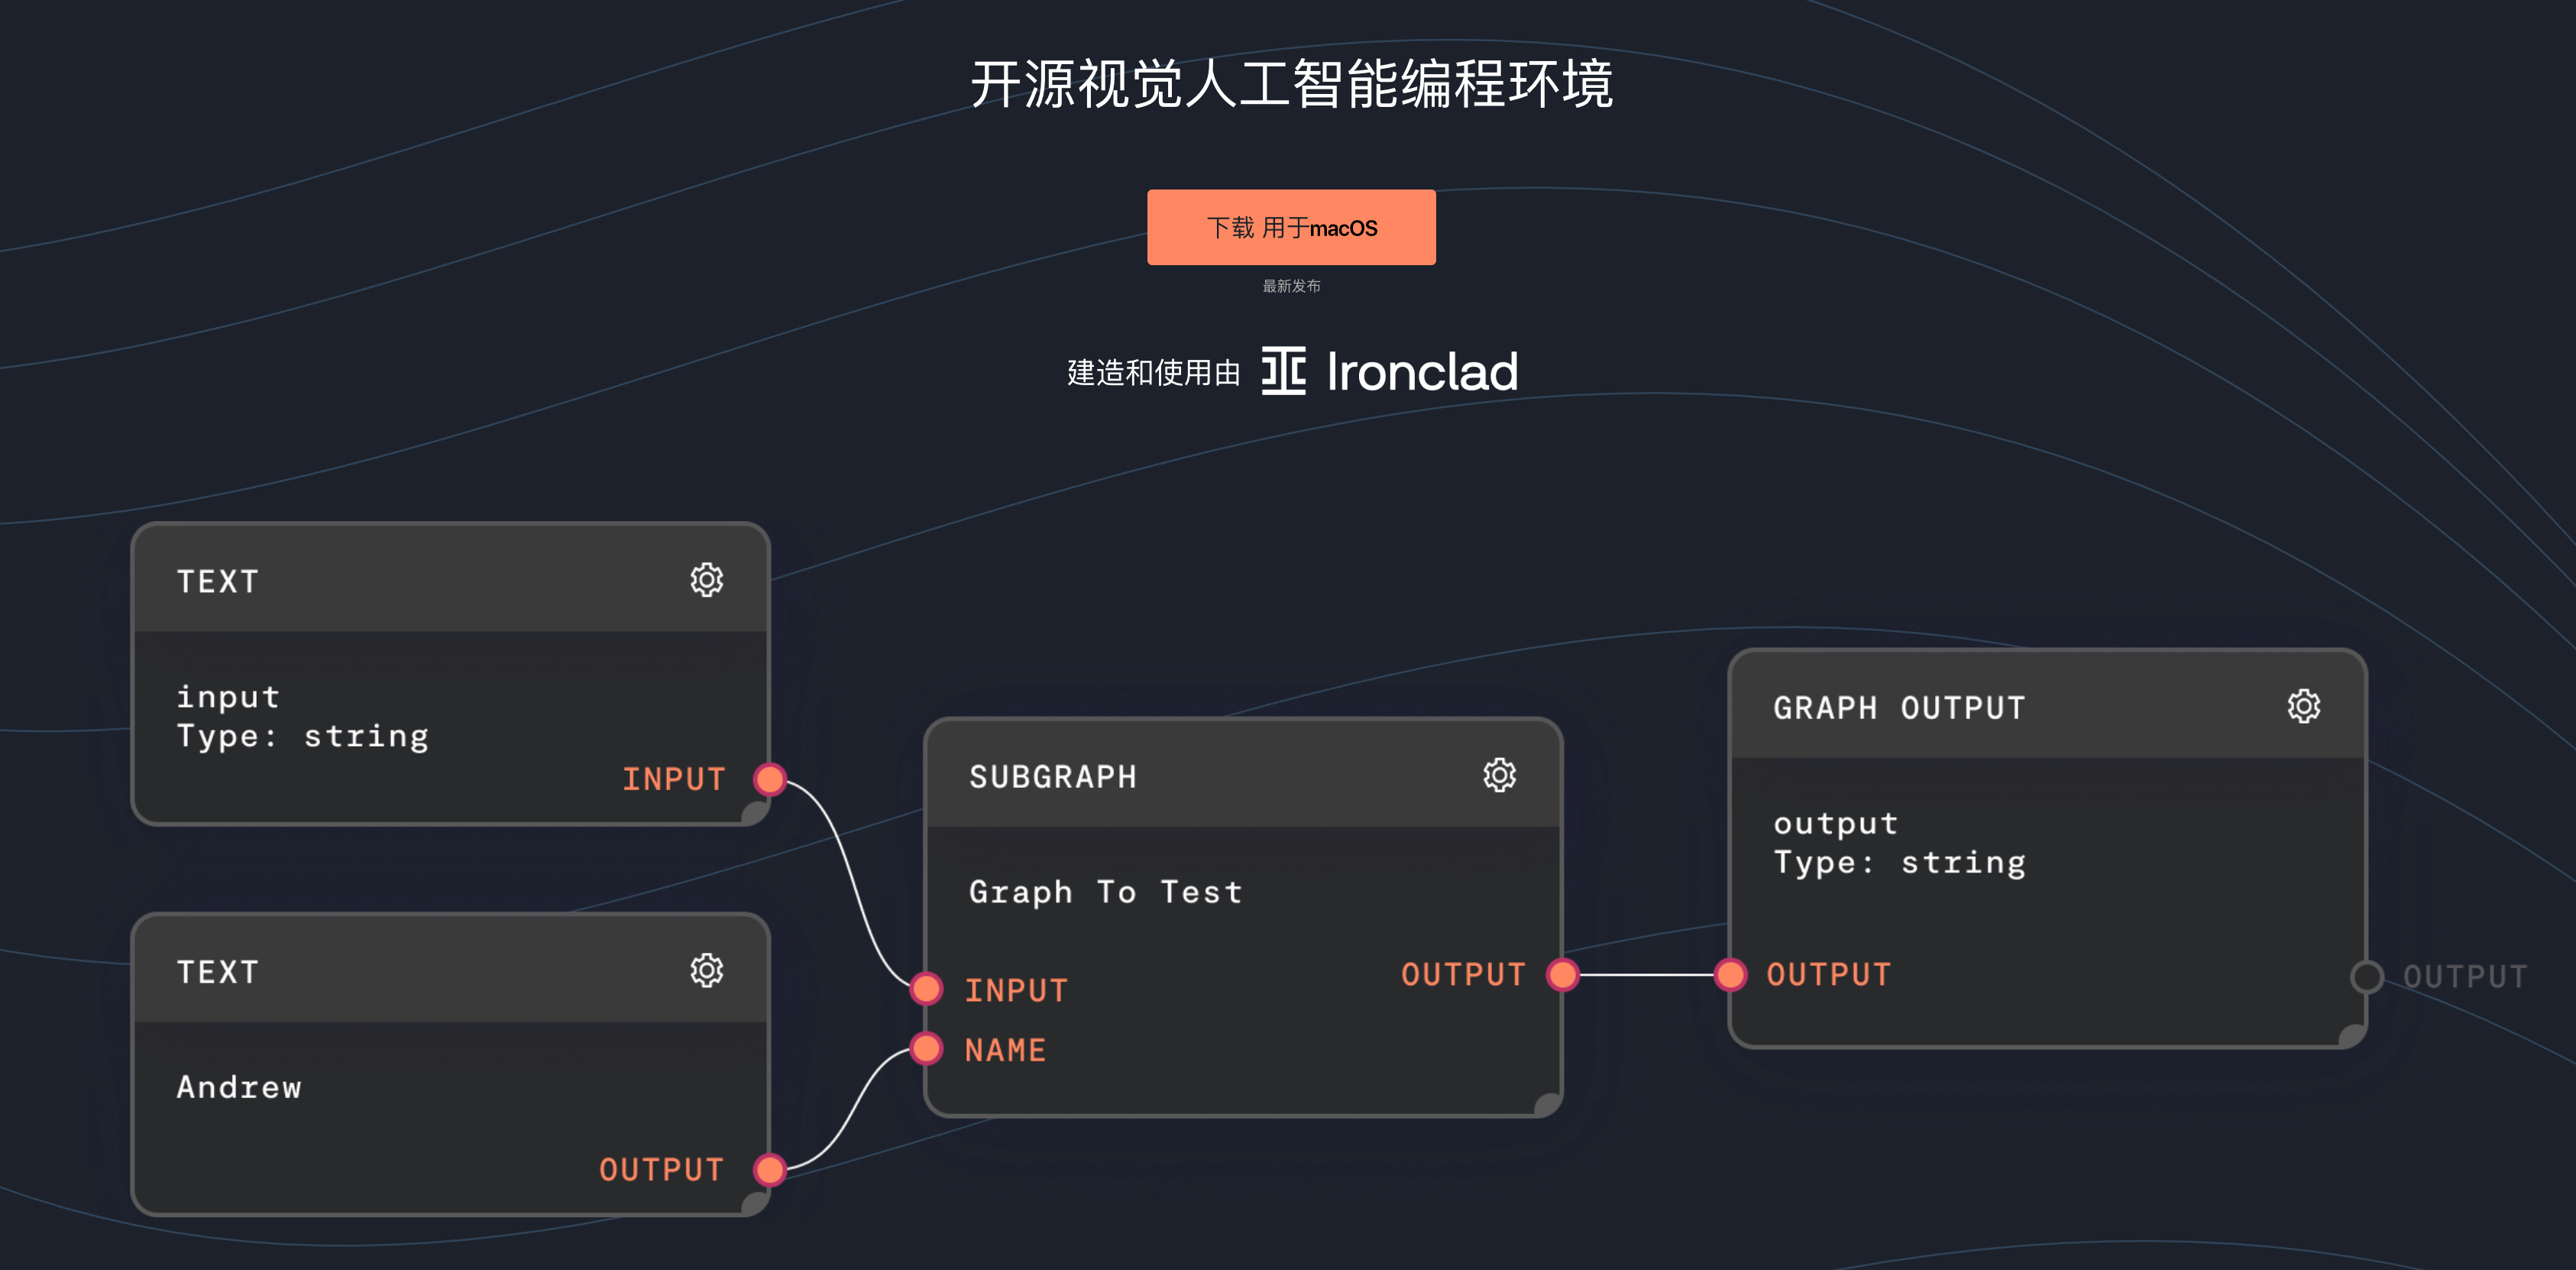 开源视觉人工智能编程环境
下载 用于macOS
最新发布
建造和使用由 Ironclad
TEXT
input
Type: string
INPUT
TEXT
Andrew
OUTPUT
SUBGRAPH
Graph To Test
INPUT
NAME
OUTPUT
GRAPH OUTPUT
output
Type: string
OUTPUT
OUTPUT